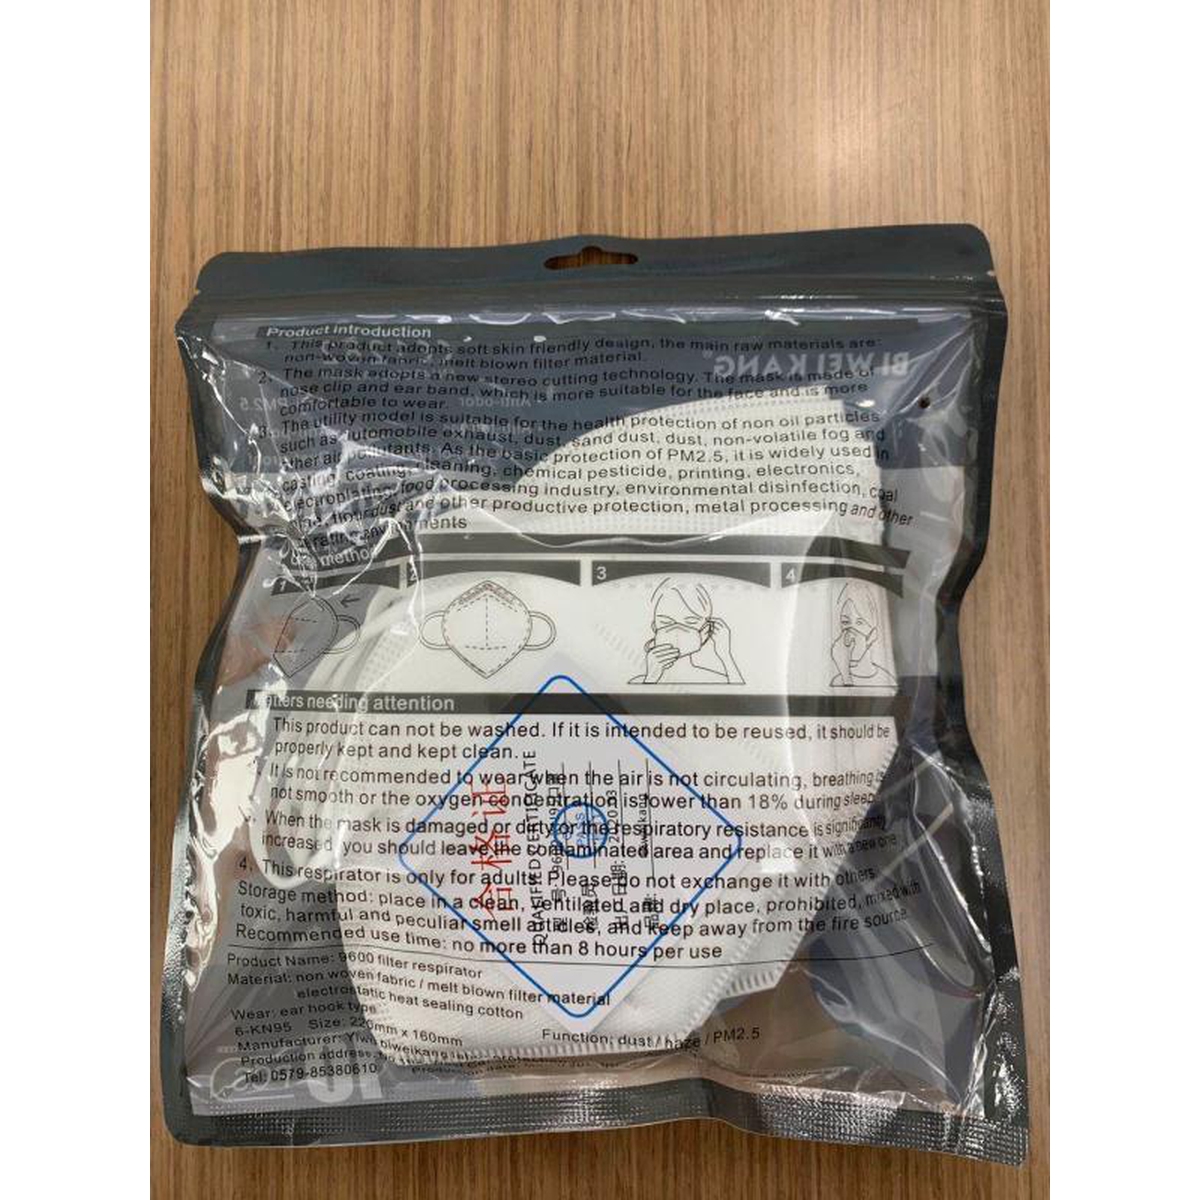 Product introduction
1. This product adopts soft skin friendly design, the main raw materials are:
non-woven fabric, melt blown filter material.
BI WEI KANG
2. The mask adopts a new stereo cutting technology. The mask is made of
nose clip and ear band, which is more suitable for the face and is more
comfortable to wear.
PM2.5
3. The utility model is suitable for the health protection of non oil particles
such as automobile exhaust, dust, sand dust, dust, non-volatile fog and
other air pollutants. As the basic protection of PM2.5, it is widely used in
casting, coating, cleaning, chemical pesticide, printing, electronics,
electroplating, food processing industry, environmental disinfection, coal
flour dust and other productive protection, metal processing and other
method
1 2 3 4
Matters needing attention
This product can not be washed. If it is intended to be reused, it should be
properly kept and kept clean.
It is not recommended to wear when the air is not circulating, breathing is
not smooth or the oxygen concentration is lower than 18% during sleep
When the mask is damaged or dirty or the respiratory resistance is significantly
increased you should leave the contaminated area and replace it with a new one
4. This respirator is only for adults. Please do not exchange it with others
Storage method: place in a clean, ventilated and dry place, prohibited, mixed with
toxic, harmful and peculiar smell articles, and keep away from the fire source.
Recommended use time: no more than 8 hours per use
合格证
QUALIFIED CERTIFICATE
Product Name: 9600 filter respirator
Material: non woven fabric / melt blown filter material
electrostatic heat sealing cotton
Wear: ear hook type
6-KN95 Size: 220mm x 160mm
Function: dust / haze / PM2.5
Manufacturer: Yiwu biweikang
Production address:
Tel: 0579-85380610